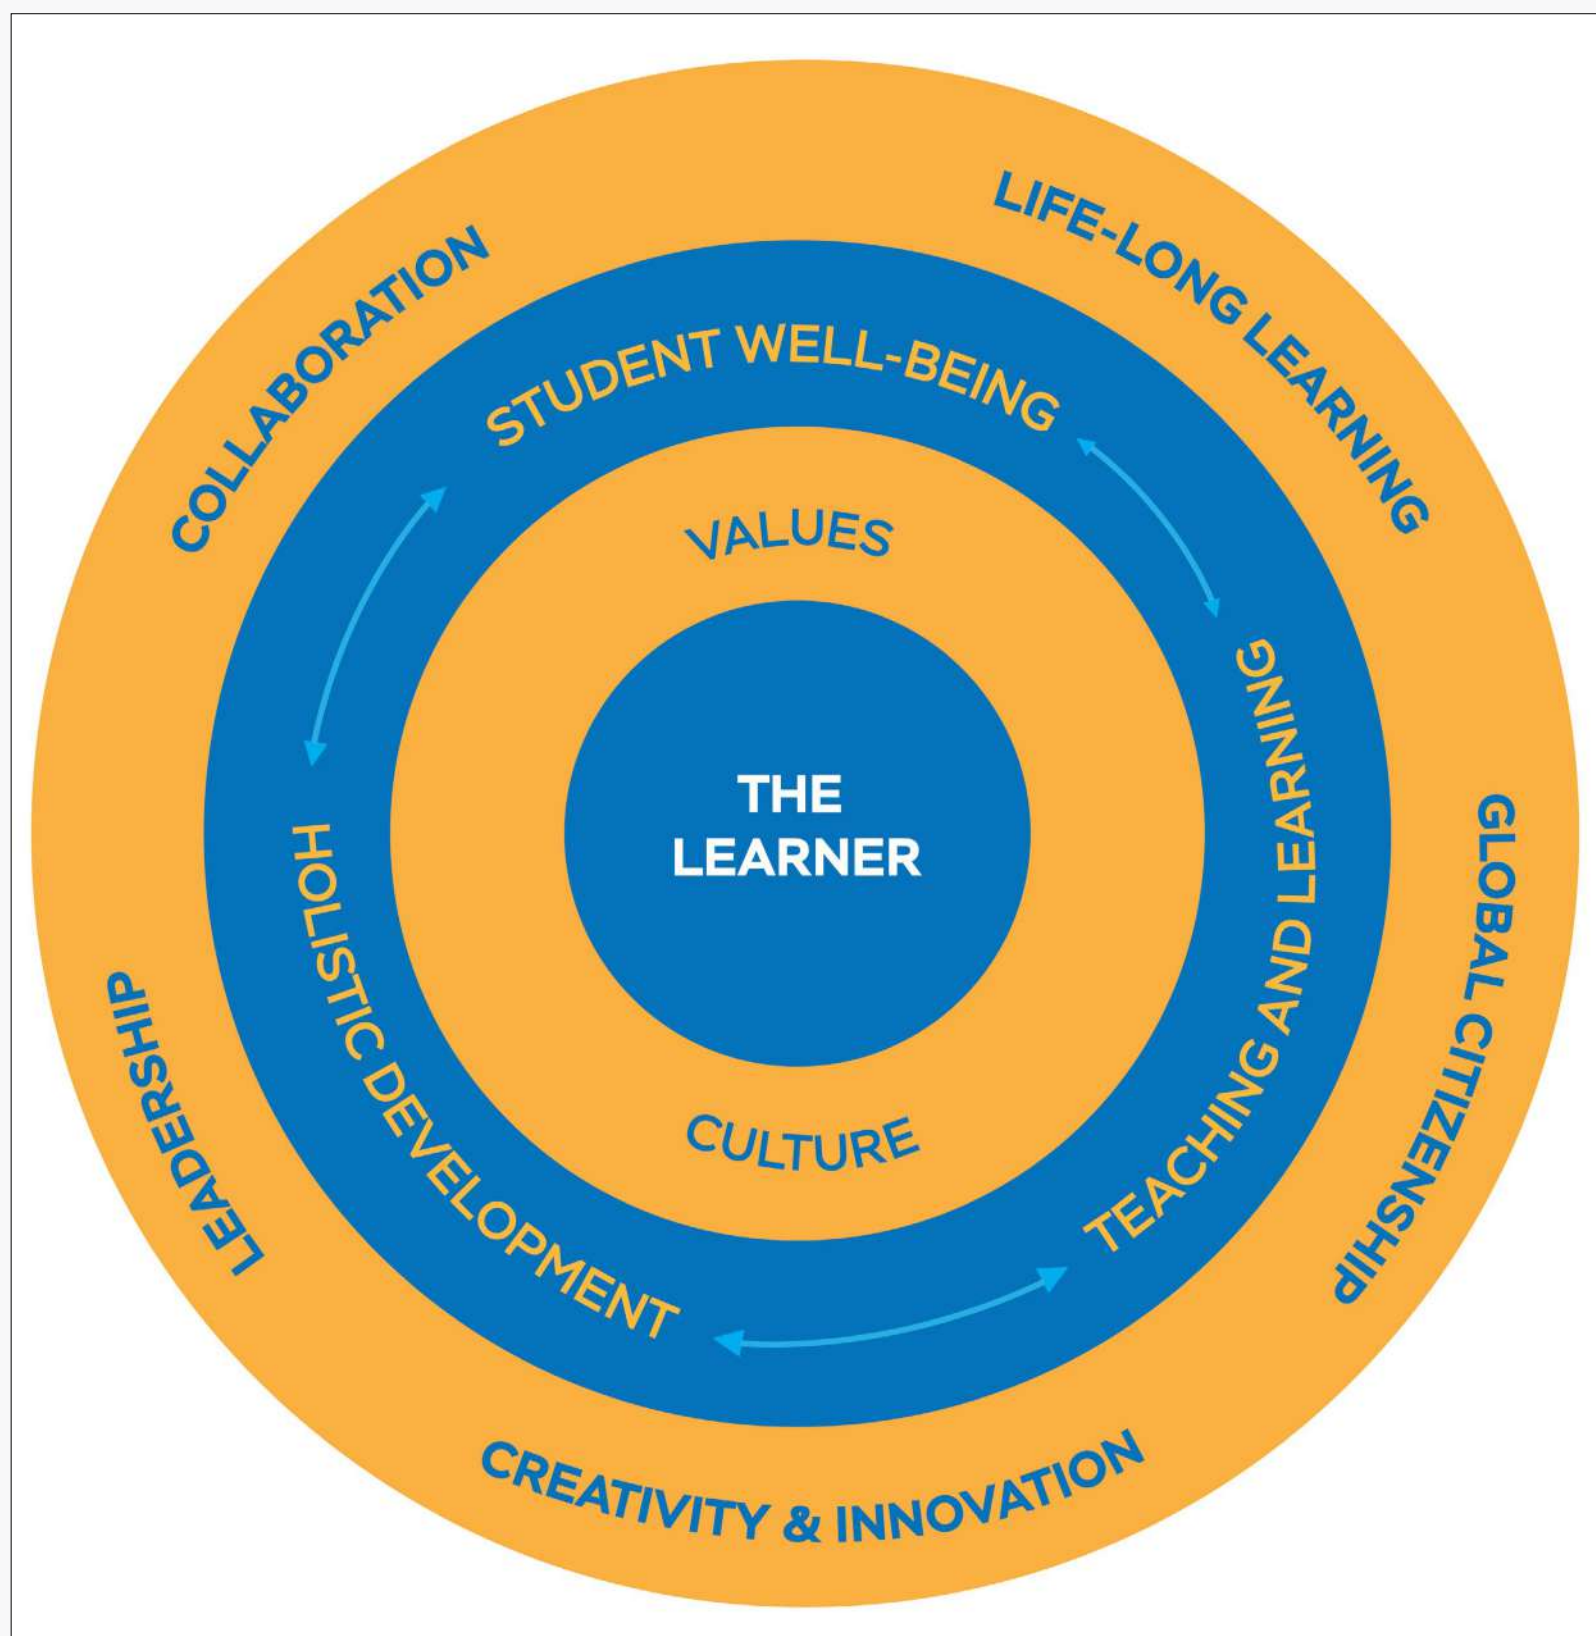 COLLABORATION
LIFE-LONG LEARNING
STUDENT WELL-BEING
VALUES
THE
LEARNER
TEACHING AND LEARNING
GLOBAL CITIZENSHIP
HOLISTIC DEVELOPMENT
LEADERSHIP
CULTURE
CREATIVITY & INNOVATION